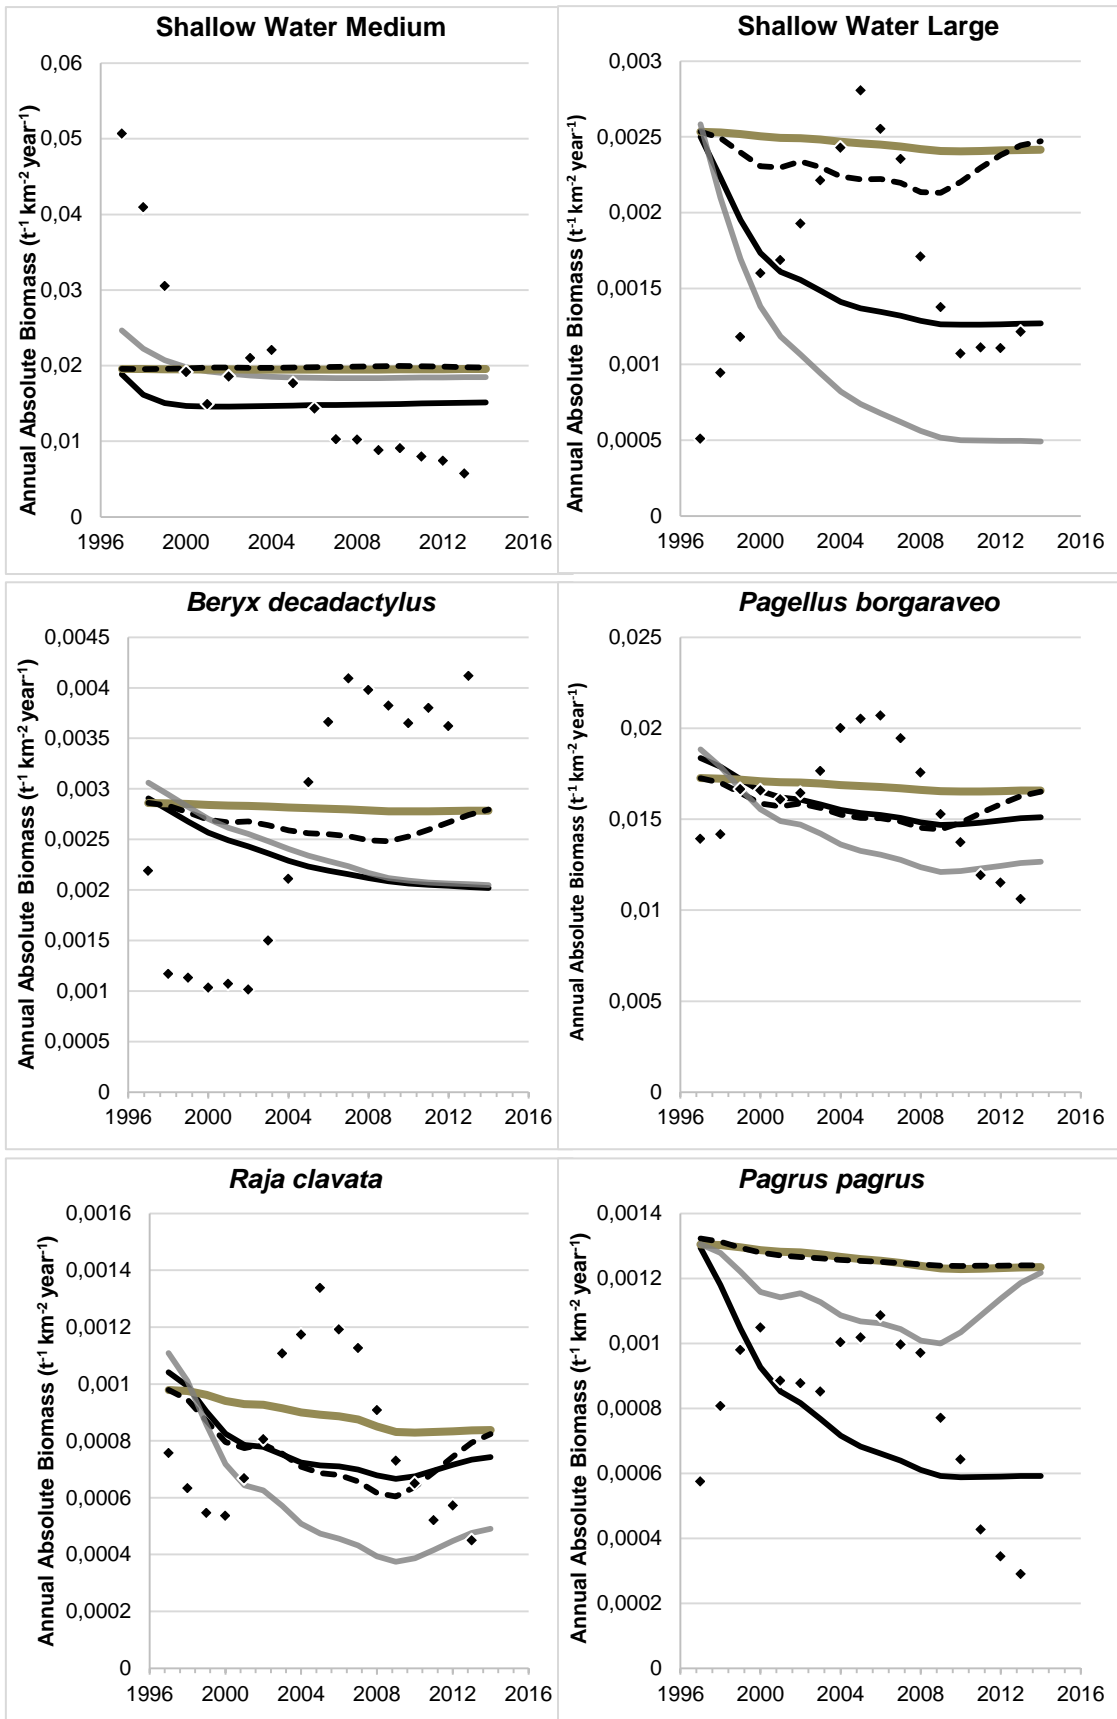 Shallow Water Medium
Annual Absolute Biomass (t-1 km-2 year-1)
0,06
0,05
0,04
0,03
0,02
0,01
0
1996 2000 2004 2008 2012 2016
Shallow Water Large
Annual Absolute Biomass (t-1 km-2 year-1)
0,003
0,0025
0,002
0,0015
0,001
0,0005
0
1996 2000 2004 2008 2012 2016
Beryx decadactylus
Annual Absolute Biomass (t-1 km-2 year-1)
0,0045
0,004
0,0035
0,003
0,0025
0,002
0,0015
0,001
0,0005
0
1996 2000 2004 2008 2012 2016
Pagellus borgaraveo
Annual Absolute Biomass (t-1 km-2 year-1)
0,025
0,02
0,015
0,01
0,005
0
1996 2000 2004 2008 2012 2016
Raja clavata
Annual Absolute Biomass (t-1 km-2 year-1)
0,0016
0,0014
0,0012
0,001
0,0008
0,0006
0,0004
0,0002
0
1996 2000 2004 2008 2012 2016
Pagrus pagrus
Annual Absolute Biomass (t-1 km-2 year-1)
0,0014
0,0012
0,001
0,0008
0,0006
0,0004
0,0002
0
1996 2000 2004 2008 2012 2016